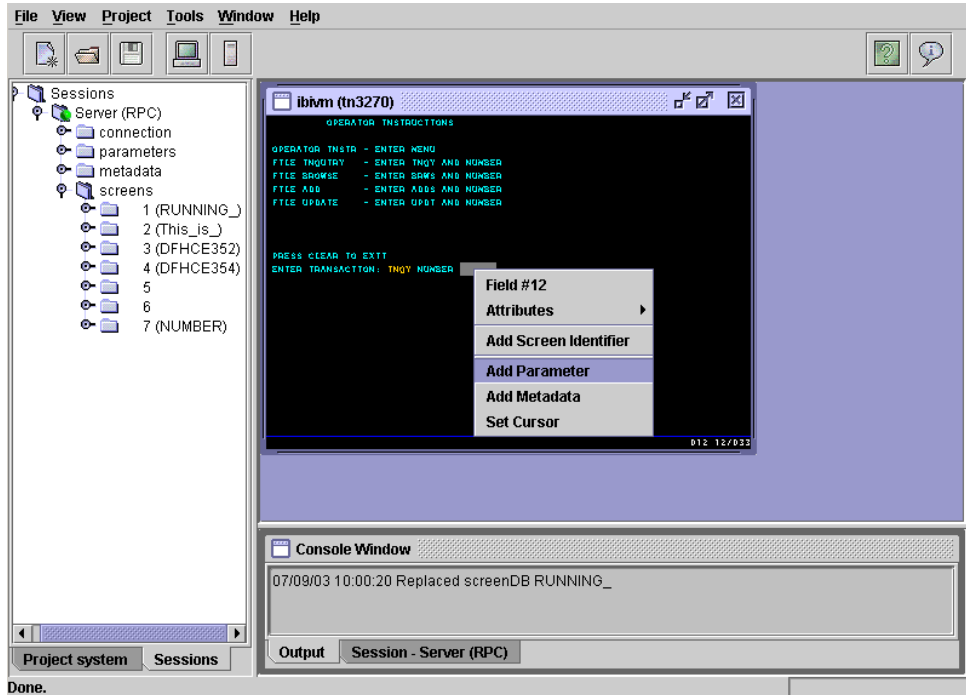 File View Project Tools Window Help
Sessions
Server (RPC)
connection
parameters
metadata
screens
1 (RUNNING_)
2 (This_is_)
3 (DFHCE352)
4 (DFHCE354)
5
6
7 (NUMBER)
Project system Sessions
ibivm (tn3270)
OPERATOR INSTRUCTIONS
OPERATOR INSTR - ENTER MENU
FILE INQUIRY - ENTER INQY AND NUMBER
FILE BROWSE - ENTER BRWS AND NUMBER
FILE ADD - ENTER ADDS AND NUMBER
FILE UPDATE - ENTER UPDT AND NUMBER
PRESS CLEAR TO EXIT
ENTER TRANSACTION: INQY NUMBER
012 12/033
Field #12
Attributes
Add Screen Identifier
Add Parameter
Add Metadata
Set Cursor
Console Window
07/09/03 10:00:20 Replaced screenDB RUNNING_
Output Session - Server (RPC)
Done.